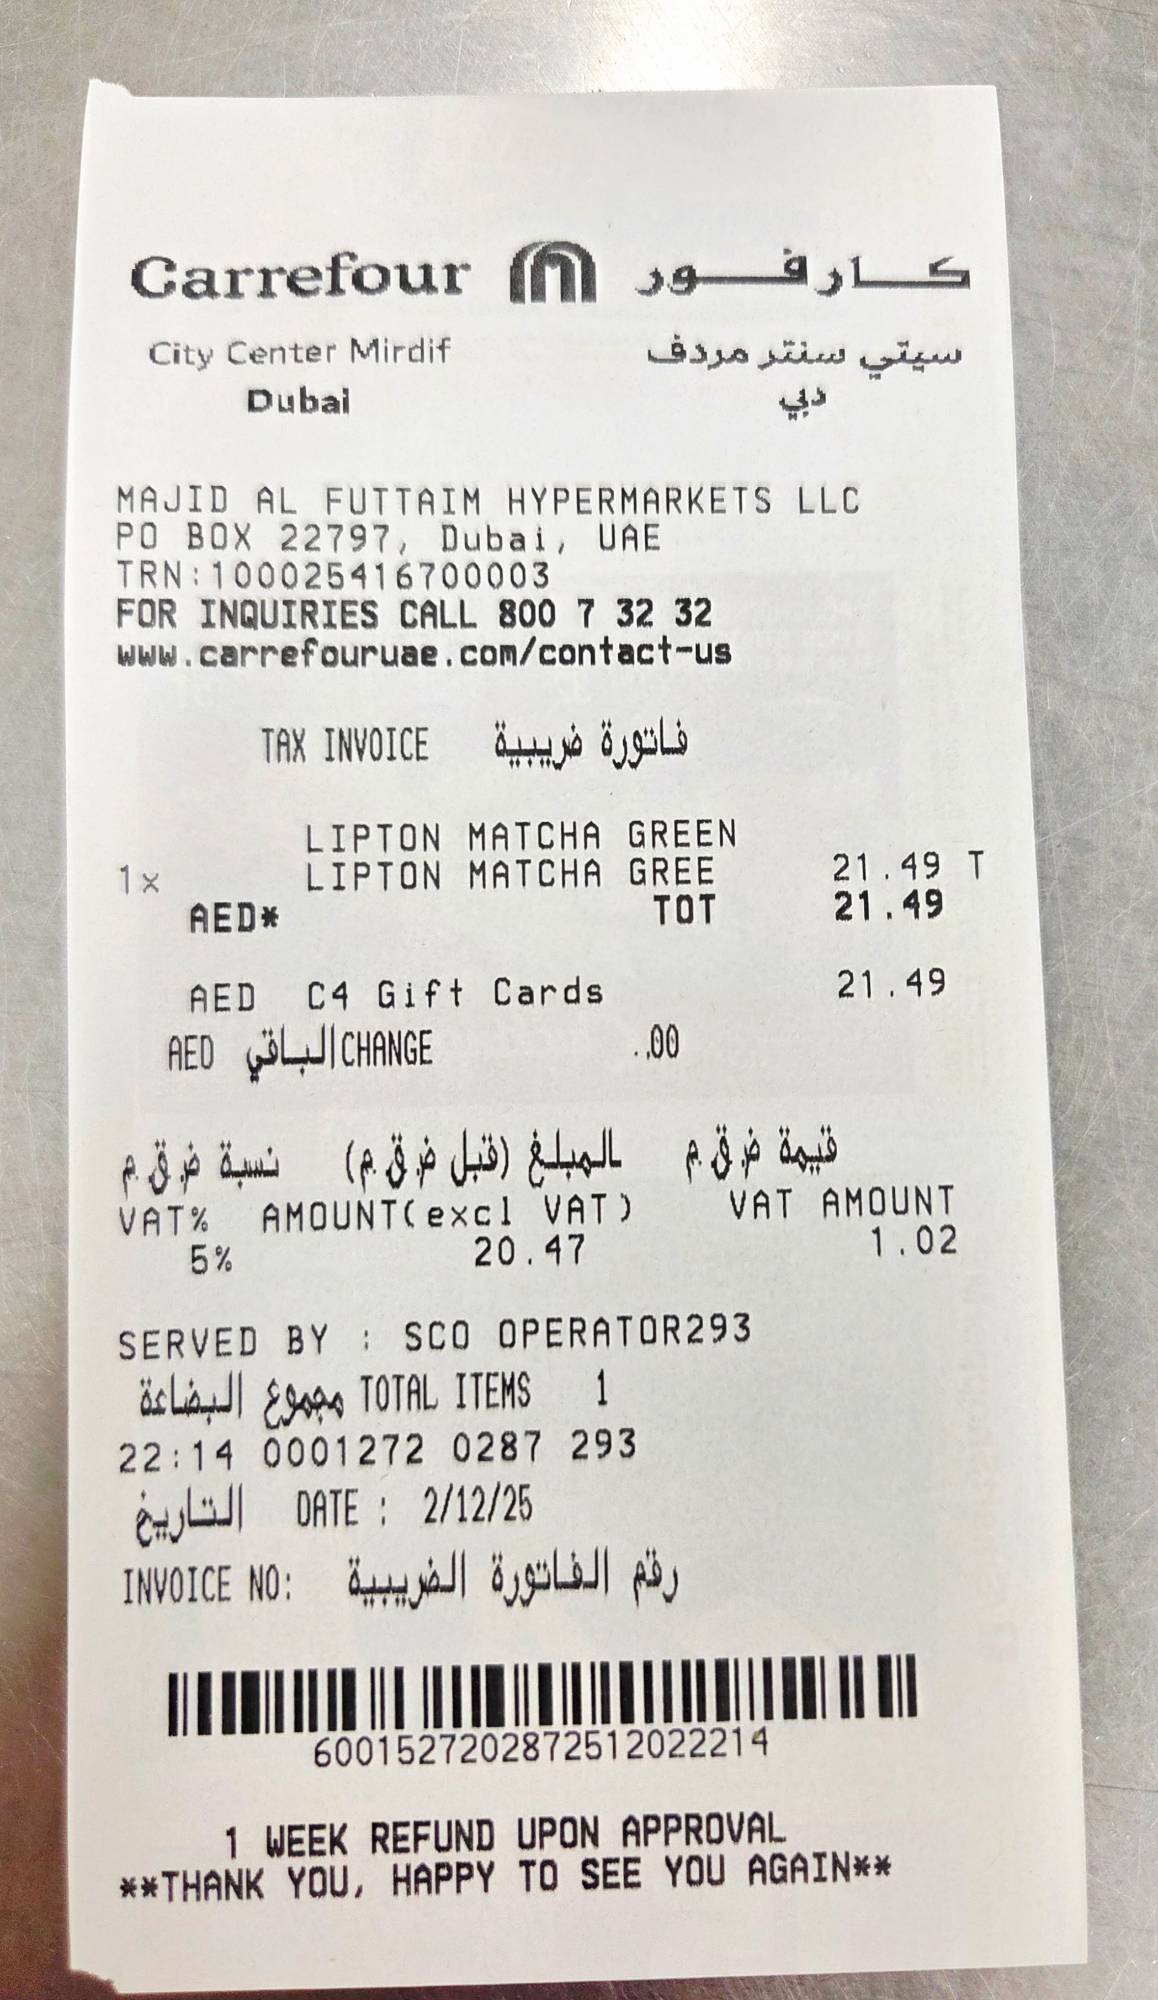 Carrefour كارفور
City Center Mirdif سيتي سنتر مردف
Dubai دبي
MAJID AL FUTTAIM HYPERMARKETS LLC
PO BOX 22797, Dubai, UAE
TRN:100025416700003
FOR INQUIRIES CALL 800 7 32 32
www.carrefouruae.com/contact-us
TAX INVOICE فاتورة ضريبية
LIPTON MATCHA GREEN
1x LIPTON MATCHA GREE 21.49 T
AED* TOT 21.49
AED C4 Gift Cards 21.49
AED الباقي CHANGE .00
نسبة ض.ق.م المبلغ (قبل ض.ق.م) قيمة ض.ق.م
VAT% AMOUNT(excl VAT) VAT AMOUNT
5% 20.47 1.02
SERVED BY : SCO OPERATOR293
مجموع البضاعة TOTAL ITEMS 1
22:14 0001272 0287 293
التاريخ DATE : 2/12/25
INVOICE NO: رقم الفاتورة الضريبية
6001527202872512022214
1 WEEK REFUND UPON APPROVAL
**THANK YOU, HAPPY TO SEE YOU AGAIN**